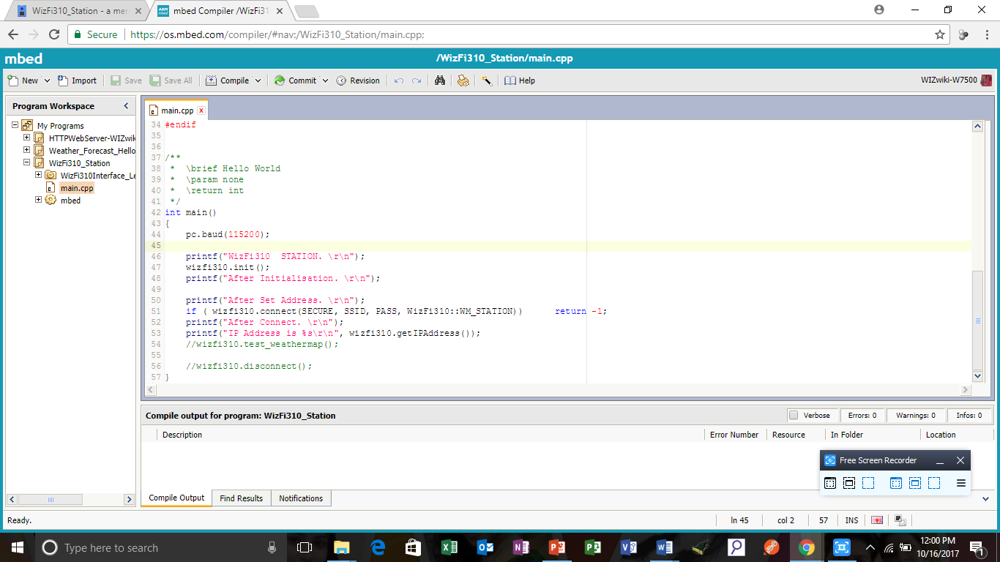 WizFi310_Station - a mer
mbed Compiler /WizFi31
Secure https://os.mbed.com/compiler/#nav:/WizFi310_Station/main.cpp;
mbed /WizFi310_Station/main.cpp
New Import Save Save All Compile Commit Revision Help WIZwiki-W7500
Program Workspace
My Programs
HTTPWebServer-WIZwik
Weather_Forecast_Hello
WizFi310_Station
WizFi310Interface_Le
main.cpp
mbed
main.cpp x
34 #endif
35
36
37 /**
38 * \brief Hello World
39 * \param none
40 * \return int
41 */
42 int main()
43 {
44 pc.baud(115200);
45
46 printf("WizFi310  STATION. \r\n");
47 wizfi310.init();
48 printf("After Initialisation. \r\n");
49
50 printf("After Set Address. \r\n");
51 if ( wizfi310.connect(SECURE, SSID, PASS, WizFi310::WM_STATION))      return -1;
52 printf("After Connect. \r\n");
53 printf("IP Address is %s\r\n", wizfi310.getIPAddress());
54 //wizfi310.test_weathermap();
55
56 //wizfi310.disconnect();
57 }
Compile output for program: WizFi310_Station Verbose Errors: 0 Warnings: 0 Infos: 0
Description Error Number Resource In Folder Location
Free Screen Recorder
Compile Output Find Results Notifications
Ready. ln 45 col 2 57 INS
Type here to search
12:00 PM
10/16/2017